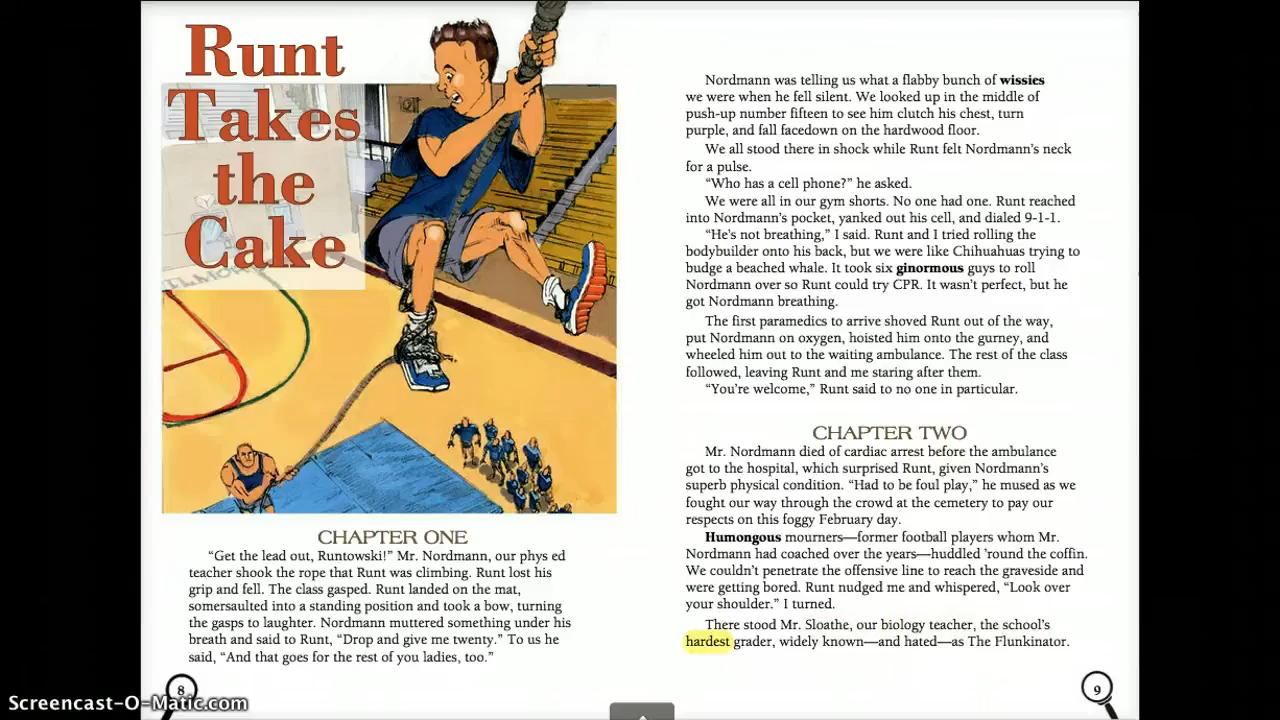 Runt
Takes
the
Cake
CHAPTER ONE
“Get the lead out, Runtowski!” Mr. Nordmann, our phys ed
teacher shook the rope that Runt was climbing. Runt lost his
grip and fell. The class gasped. Runt landed on the mat,
somersaulted into a standing position and took a bow, turning
the gasps to laughter. Nordmann muttered something under his
breath and said to Runt, “Drop and give me twenty.” To us he
said, “And that goes for the rest of you ladies, too.”
8
Nordmann was telling us what a flabby bunch of wissies
we were when he fell silent. We looked up in the middle of
push-up number fifteen to see him clutch his chest, turn
purple, and fall facedown on the hardwood floor.
We all stood there in shock while Runt felt Nordmann’s neck
for a pulse.
“Who has a cell phone?” he asked.
We were all in our gym shorts. No one had one. Runt reached
into Nordmann’s pocket, yanked out his cell, and dialed 9-1-1.
“He’s not breathing,” I said. Runt and I tried rolling the
bodybuilder onto his back, but we were like Chihuahuas trying to
budge a beached whale. It took six ginormous guys to roll
Nordmann over so Runt could try CPR. It wasn’t perfect, but he
got Nordmann breathing.
The first paramedics to arrive shoved Runt out of the way,
put Nordmann on oxygen, hoisted him onto the gurney, and
wheeled him out to the waiting ambulance. The rest of the class
followed, leaving Runt and me staring after them.
“You’re welcome,” Runt said to no one in particular.
CHAPTER TWO
Mr. Nordmann died of cardiac arrest before the ambulance
got to the hospital, which surprised Runt, given Nordmann’s
superb physical condition. “Had to be foul play,” he mused as we
fought our way through the crowd at the cemetery to pay our
respects on this foggy February day.
Humongous mourners—former football players whom Mr.
Nordmann had coached over the years—huddled ’round the coffin.
We couldn’t penetrate the offensive line to reach the graveside and
were getting bored. Runt nudged me and whispered, “Look over
your shoulder.” I turned.
There stood Mr. Sloathe, our biology teacher, the school’s
hardest grader, widely known—and hated—as The Flunkinator.
9
Screencast-O-Matic.com